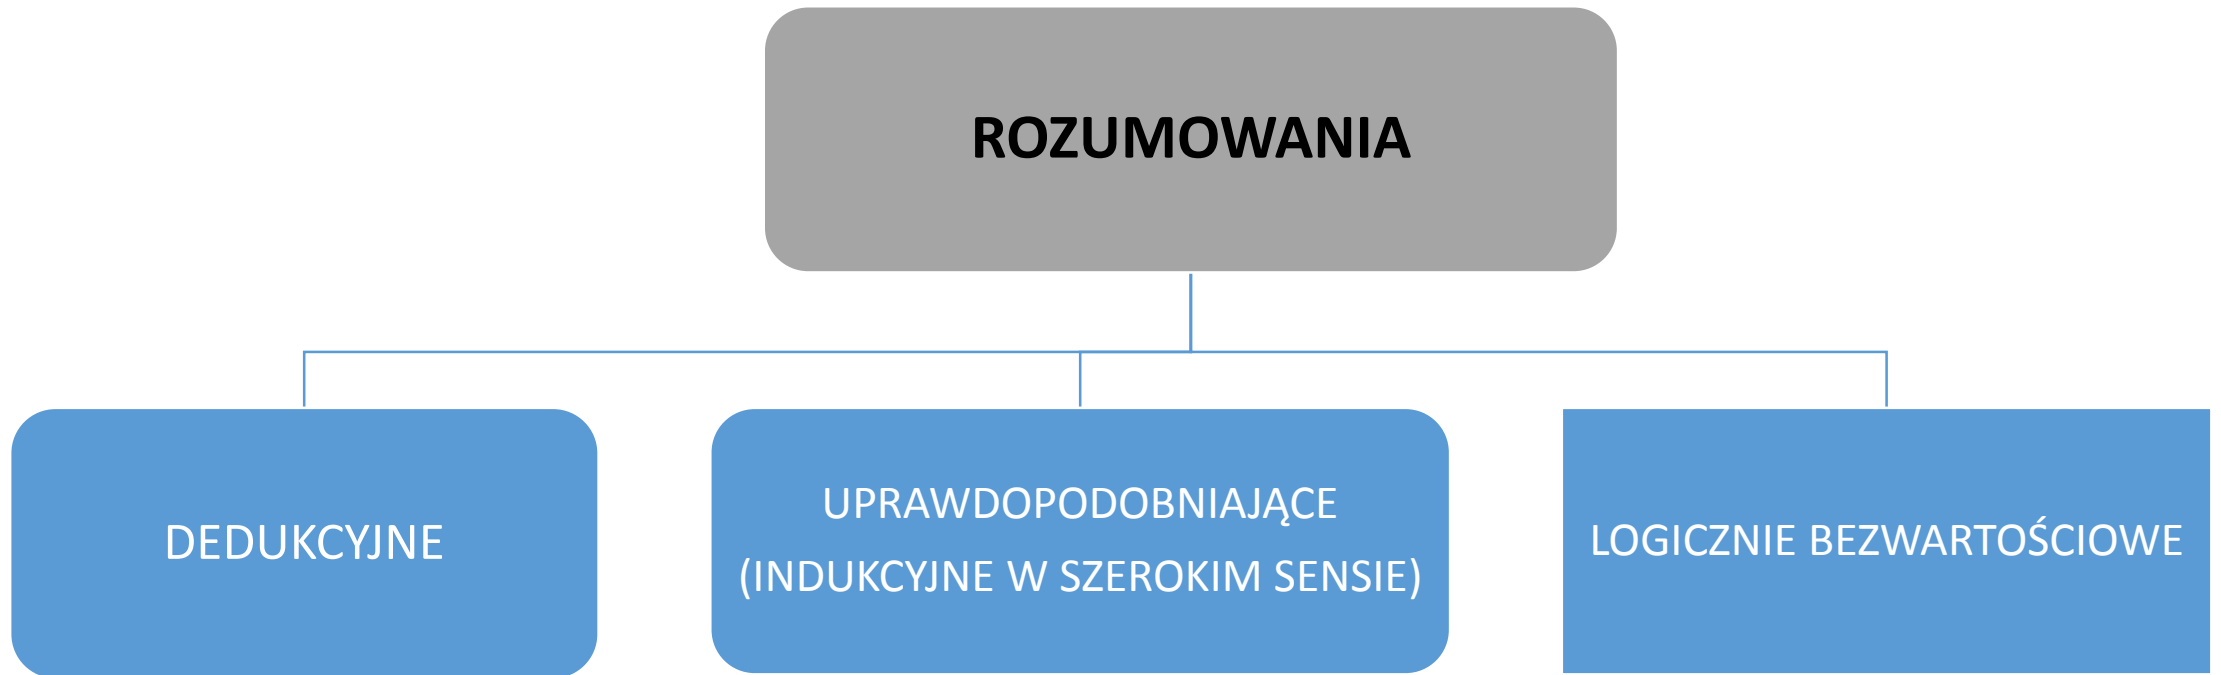 ROZUMOWANIA
DEDUKCYJNE
UPRAWDOPODOBNIAJĄCE
(INDUKCYJNE W SZEROKIM SENSIE)
LOGICZNIE BEZWARTOŚCIOWE